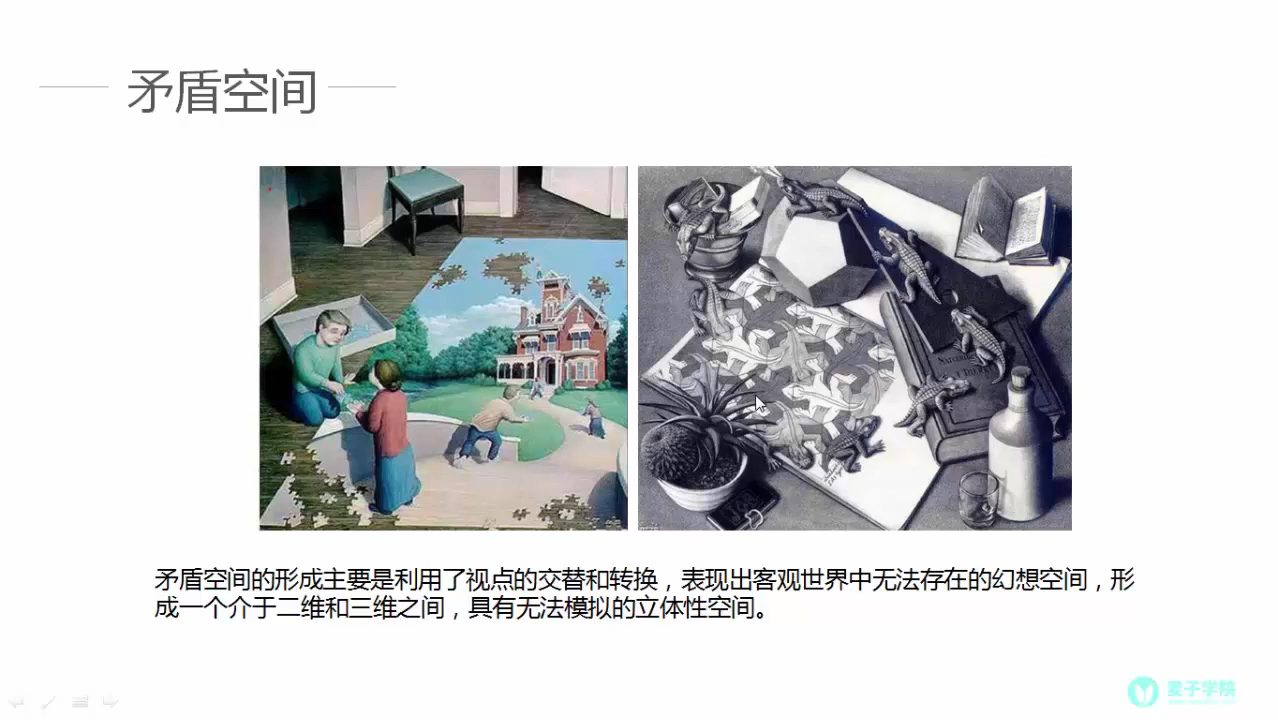 矛盾空间
矛盾空间的形成主要是利用了视点的交替和转换，表现出客观世界中无法存在的幻想空间，形
成一个介于二维和三维之间，具有无法模拟的立体性空间。
麦子学院